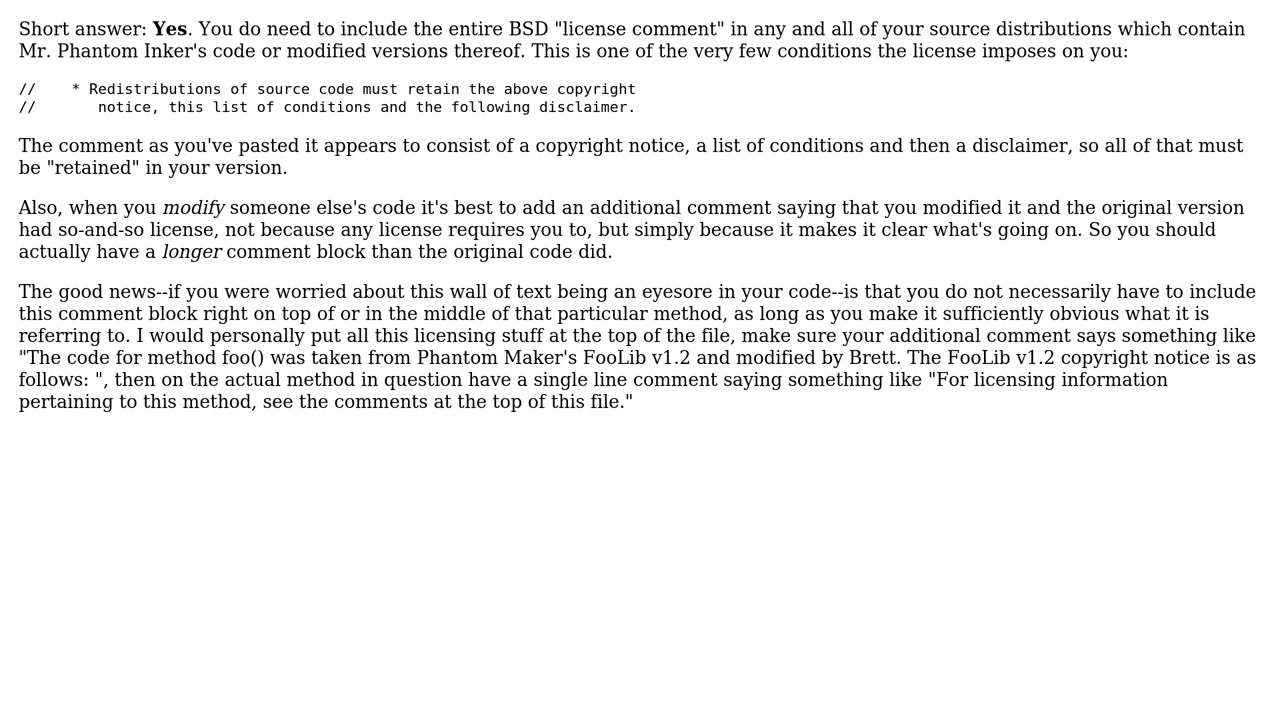 Short answer: Yes. You do need to include the entire BSD "license comment" in any and all of your source distributions which contain
Mr. Phantom Inker's code or modified versions thereof. This is one of the very few conditions the license imposes on you:
//    * Redistributions of source code must retain the above copyright
//       notice, this list of conditions and the following disclaimer.
The comment as you've pasted it appears to consist of a copyright notice, a list of conditions and then a disclaimer, so all of that must
be "retained" in your version.
Also, when you modify someone else's code it's best to add an additional comment saying that you modified it and the original version
had so-and-so license, not because any license requires you to, but simply because it makes it clear what's going on. So you should
actually have a longer comment block than the original code did.
The good news--if you were worried about this wall of text being an eyesore in your code--is that you do not necessarily have to include
this comment block right on top of or in the middle of that particular method, as long as you make it sufficiently obvious what it is
referring to. I would personally put all this licensing stuff at the top of the file, make sure your additional comment says something like
"The code for method foo() was taken from Phantom Maker's FooLib v1.2 and modified by Brett. The FooLib v1.2 copyright notice is as
follows: ", then on the actual method in question have a single line comment saying something like "For licensing information
pertaining to this method, see the comments at the top of this file."